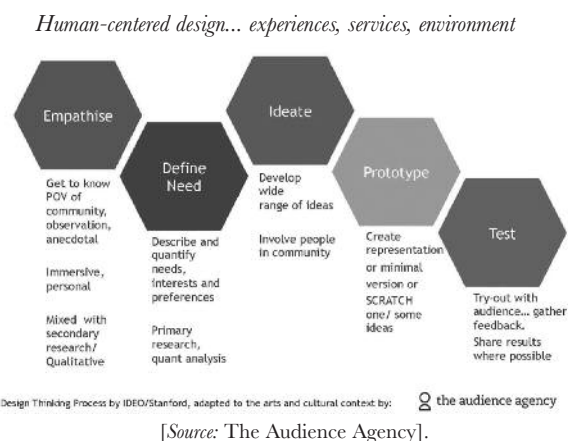 Human-centered design... experiences, services, environment
Empathise
Get to know
POV of
community,
observation,
anecdotal
Immersive,
personal
Mixed with
secondary
research/
Qualitative
Define
Need
Describe and
quantify
needs,
interests and
preferences
Primary
research,
quant analysis
Ideate
Develop
wide
range of ideas
Involve people
in community
Prototype
Create
representation
or minimal
version or
SCRATCH
one/ some
ideas
Test
Try-out with
audience... gather
feedback.
Share results
where possible
Design Thinking Process by IDEO/Stanford, adapted to the arts and cultural context by:
the audience agency
[Source: The Audience Agency].